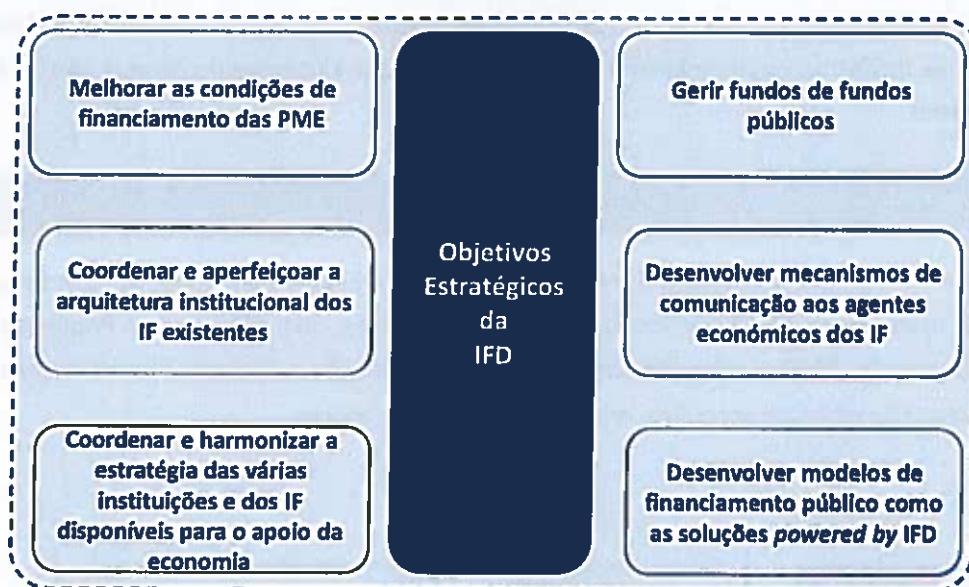 Melhorar as condições de
financiamento das PME
Coordenar e aperfeiçoar a
arquitetura institucional dos
IF existentes
Coordenar e harmonizar a
estratégia das várias
instituições e dos IF
disponíveis para o apoio da
economia
Objetivos
Estratégicos
da
IFD
Gerir fundos de fundos
públicos
Desenvolver mecanismos de
comunicação aos agentes
económicos dos IF
Desenvolver modelos de
financiamento público como
as soluções powered by IFD